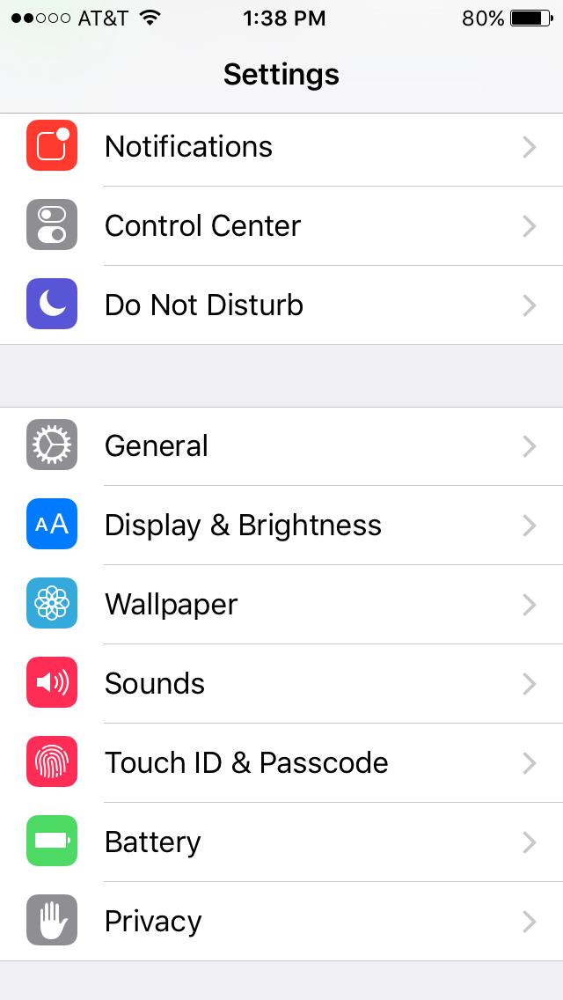 AT&T 1:38 PM 80%
Settings
Notifications
Control Center
Do Not Disturb
General
AA Display & Brightness
Wallpaper
Sounds
Touch ID & Passcode
Battery
Privacy